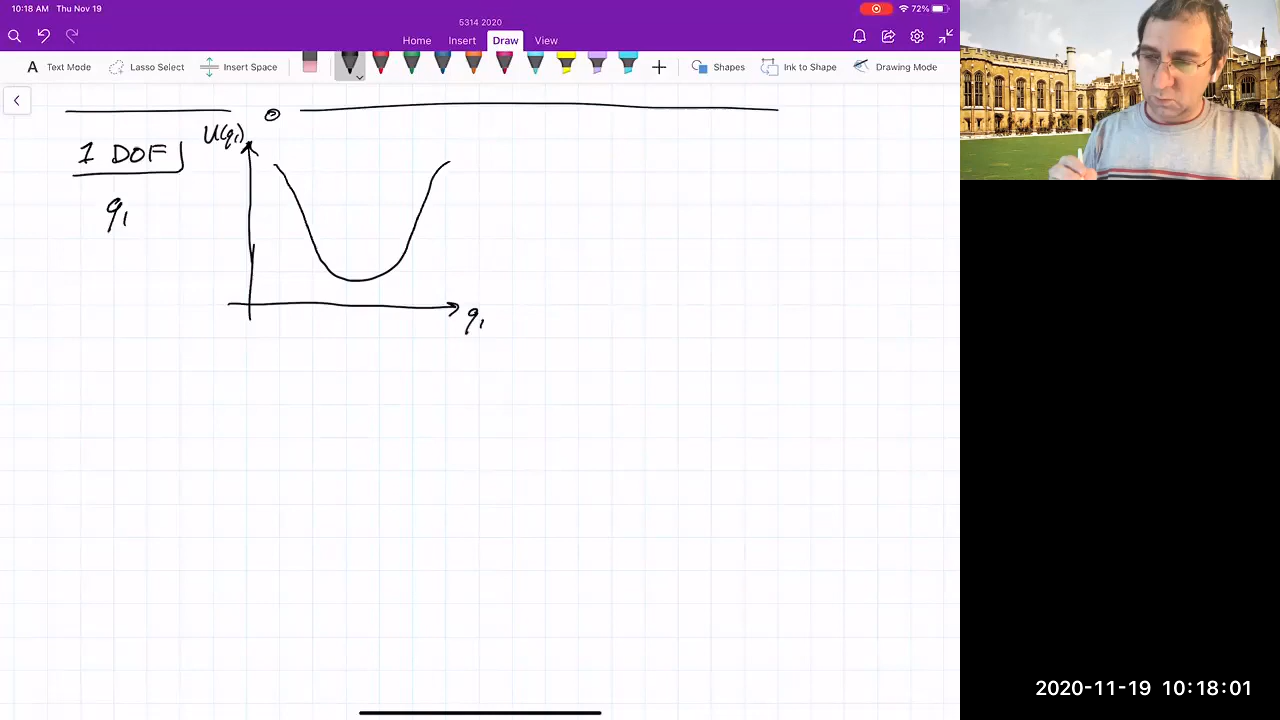 10:18 AM Thu Nov 19
72%
5314 2020
Home Insert Draw View
A Text Mode Lasso Select Insert Space Shapes Ink to Shape Drawing Mode
U(q₁)
1 DOF
q₁
q₁
2020-11-19 10:18:01